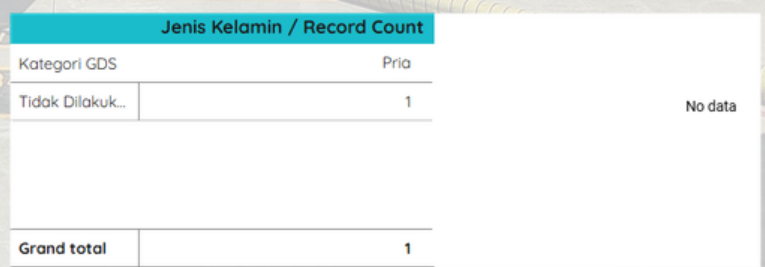 Jenis Kelamin / Record Count
Kategori GDS Pria
Tidak Dilakuk... 1
No data
Grand total 1